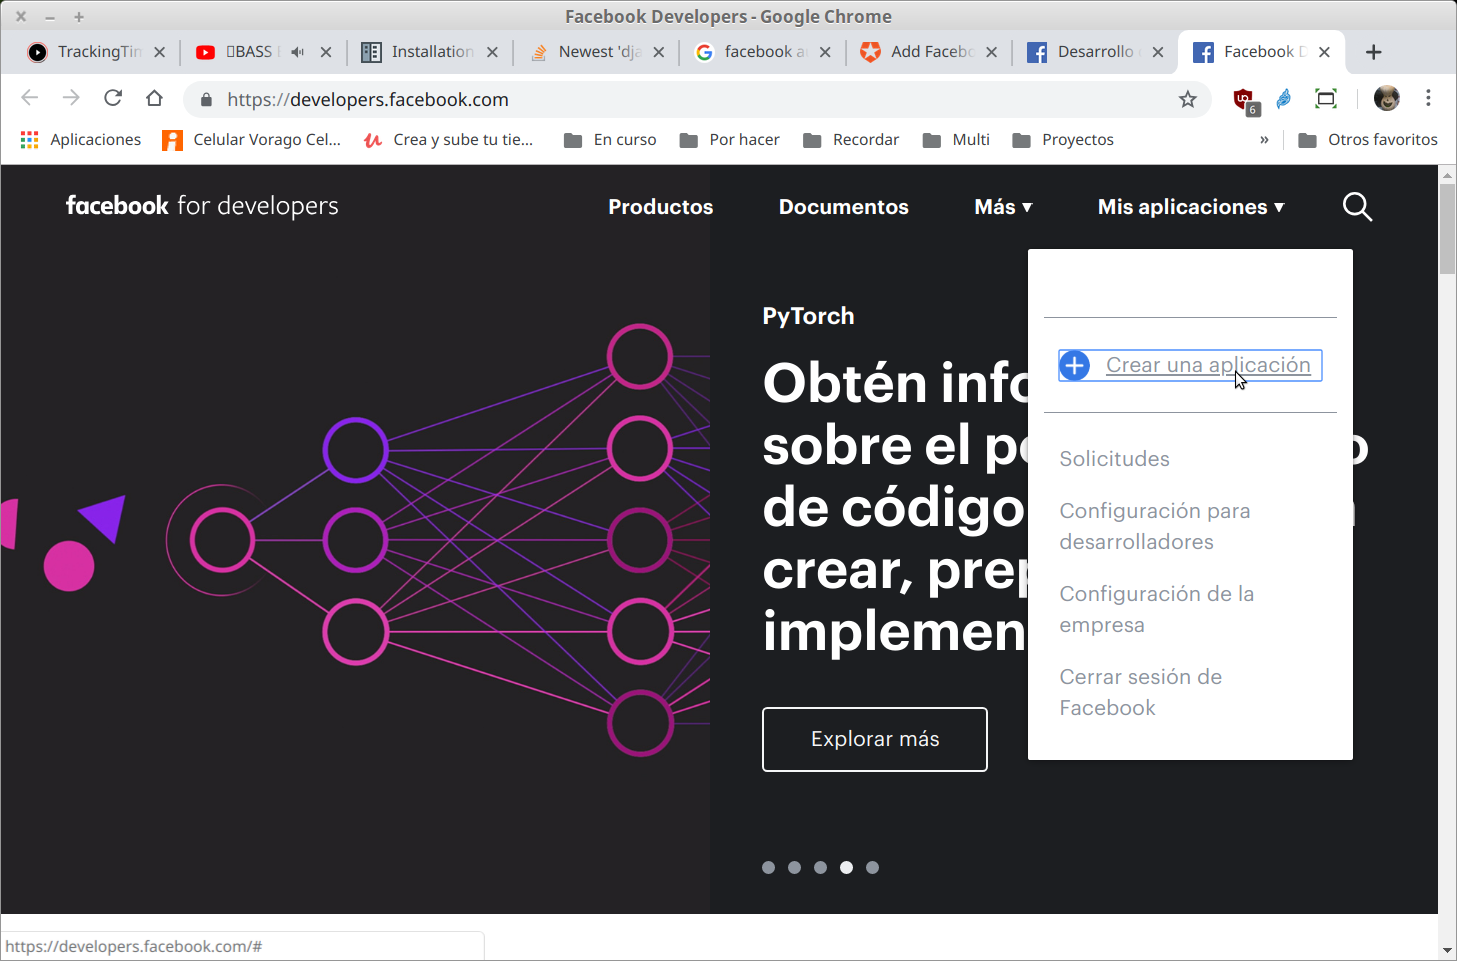 Facebook Developers - Google Chrome
TrackingTim
BASS
Installation
Newest 'dja
facebook a
Add Facebo
Desarrollo
Facebook D
https://developers.facebook.com
6
Aplicaciones
Celular Vorago Cel...
Crea y sube tu tie...
En curso
Por hacer
Recordar
Multi
Proyectos
»
Otros favoritos
facebook for developers
Productos
Documentos
Más
Mis aplicaciones
PyTorch
Obtén info
sobre el po
de código
crear, prep
implemen
Crear una aplicación
Solicitudes
Configuración para
desarrolladores
Configuración de la
empresa
Cerrar sesión de
Facebook
Explorar más
https://developers.facebook.com/#